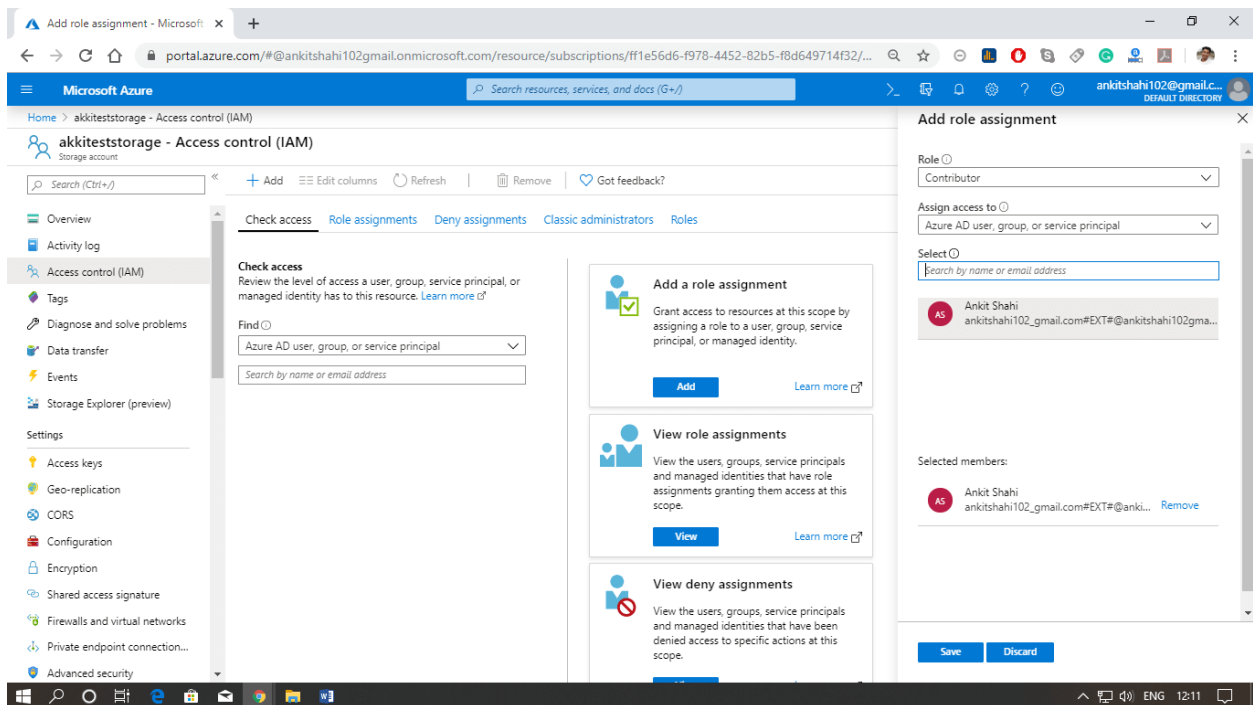 Add role assignment - Microsoft
portal.azure.com/#@ankitshahi102gmail.onmicrosoft.com/resource/subscriptions/ff1e56d6-f978-4452-82b5-f8d649714f32/...
Microsoft Azure
Search resources, services, and docs (G+/)
ankitshahi102@gmail.c...
DEFAULT DIRECTORY
Home > akkiteststorage - Access control (IAM)
akkiteststorage - Access control (IAM)
Storage account
Search (Ctrl+/)
Overview
Activity log
Access control (IAM)
Tags
Diagnose and solve problems
Data transfer
Events
Storage Explorer (preview)
Settings
Access keys
Geo-replication
CORS
Configuration
Encryption
Shared access signature
Firewalls and virtual networks
Private endpoint connection...
Advanced security
Add Edit columns Refresh Remove Got feedback?
Check access Role assignments Deny assignments Classic administrators Roles
Check access
Review the level of access a user, group, service principal, or
managed identity has to this resource. Learn more
Find
Azure AD user, group, or service principal
Search by name or email address
Add a role assignment
Grant access to resources at this scope by
assigning a role to a user, group, service
principal, or managed identity.
Add Learn more
View role assignments
View the users, groups, service principals
and managed identities that have role
assignments granting them access at this
scope.
View Learn more
View deny assignments
View the users, groups, service principals
and managed identities that have been
denied access to specific actions at this
scope.
Add role assignment
Role
Contributor
Assign access to
Azure AD user, group, or service principal
Select
Search by name or email address
AS
Ankit Shahi
ankitshahi102_gmail.com#EXT#@ankitshahi102gma...
Selected members:
AS
Ankit Shahi
ankitshahi102_gmail.com#EXT#@anki... Remove
Save Discard
ENG 12:11